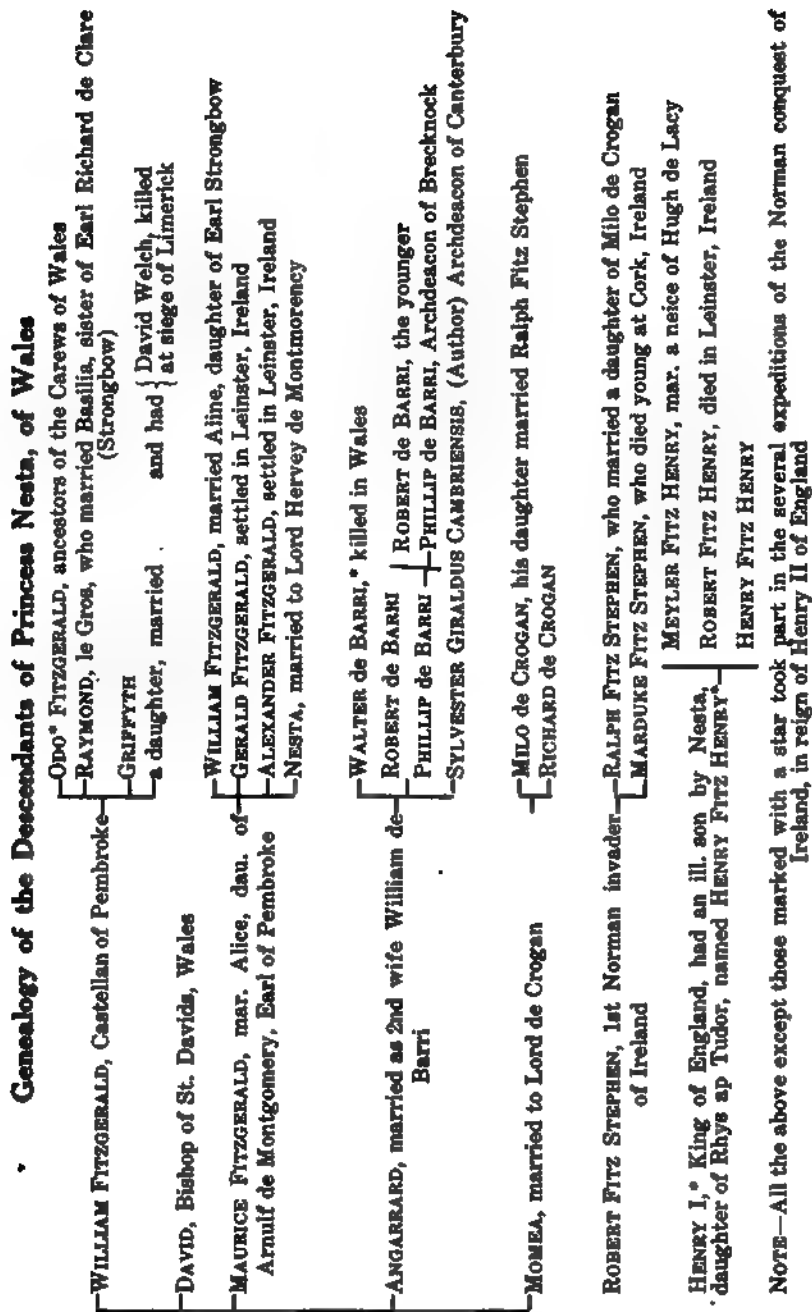 Genealogy of the Descendants of Princess Nesta, of Wales
WILLIAM FITZGERALD, Castellan of Pembroke
ODO* FITZGERALD, ancestors of the Carews of Wales
RAYMOND, le Gros, who married Basilia, sister of Earl Richard de Clare
(Strongbow)
GRIFFYTH
a daughter, married and had { David Welch, killed
{ at siege of Limerick
DAVID, Bishop of St. Davids, Wales
MAURICE FITZGERALD, mar. Alice, dau. of
Arnulf de Montgomery, Earl of Pembroke
WILLIAM FITZGERALD, married Aline, daughter of Earl Strongbow
GERALD FITZGERALD, settled in Leinster, Ireland
ALEXANDER FITZGERALD, settled in Leinster, Ireland
NESTA, married to Lord Hervey de Montmorency
ANGARRARD, married as 2nd wife William de
Barri
WALTER de BARRI,* killed in Wales
ROBERT de BARRI
PHILLIP de BARRI
ROBERT de BARRI, the younger
PHILLIP de BARRI, Archdeacon of Brecknock
SYLVESTER GIRALDUS CAMBRIENSIS, (Author) Archdeacon of Canterbury
MOMEA, married to Lord de Crogan
MILO de CROGAN, his daughter married Ralph Fitz Stephen
RICHARD de CROGAN
ROBERT FITZ STEPHEN, 1st Norman invader
of Ireland
RALPH FITZ STEPHEN, who married a daughter of Milo de Crogan
MARDUKE FITZ STEPHEN, who died young at Cork, Ireland
HENRY I,* King of England, had an ill. son by Nesta,
daughter of Rhys ap Tudor, named HENRY FITZ HENRY*
MEYLER FITZ HENRY, mar. a neice of Hugh de Lacy
ROBERT FITZ HENRY, died in Leinster, Ireland
HENRY FITZ HENRY
NOTE—All the above except those marked with a star took part in the several expeditions of the Norman conquest of
Ireland, in reign of Henry II of England